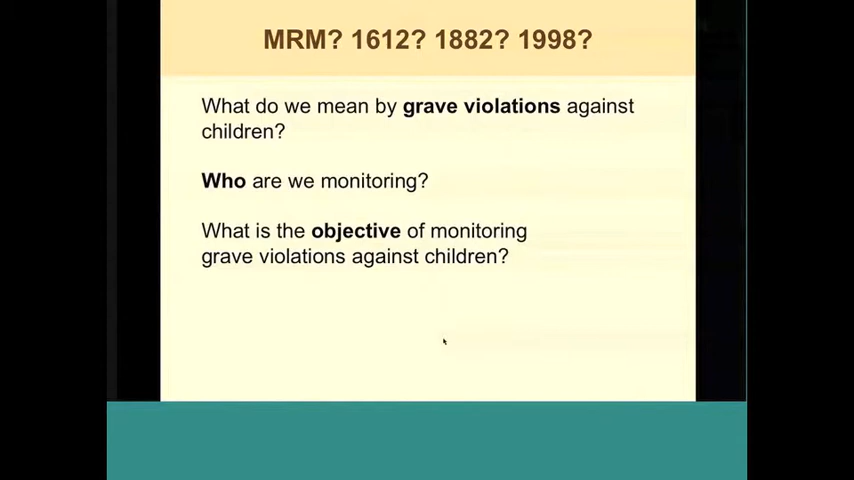 MRM? 1612? 1882? 1998?
What do we mean by grave violations against
children?
Who are we monitoring?
What is the objective of monitoring
grave violations against children?